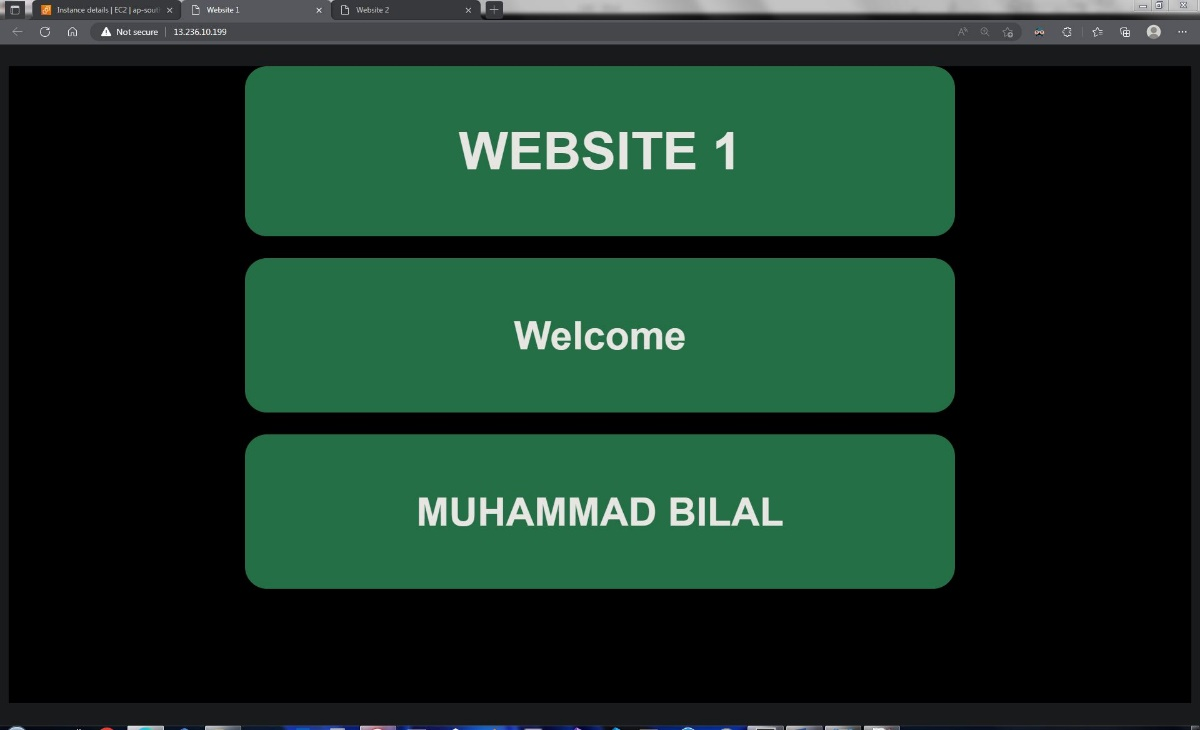 Instance details | EC2 | ap-sout
Website 1
Website 2
Not secure
13.236.10.199
WEBSITE 1
Welcome
MUHAMMAD BILAL